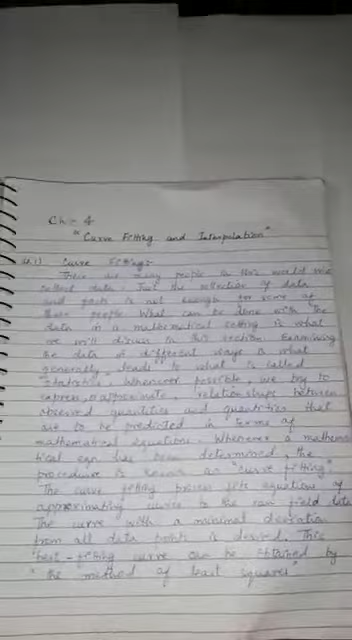 Ch - 4
"Curve Fitting and Interpolation"
4.1) Curve Fitting:-
There are many people in this world who
collect data. Just the collection of data
and facts is not enough for some of
these people. What can be done with the
data in a mathematical setting is what
we will discuss in this section. Examining
the data in different ways is what
generally leads to what is called
Statistics. Whenever possible, we try to
express, or approximate, relationships between
observed quantities and quantities that
are to be predicted in terms of
mathematical equations. Whenever a mathema-
tical eqn has been determined, the
procedure is known as "curve fitting"
The curve fitting process fits equations of
approximating curves to the raw field data
The curve with a minimal deviation
from all data points is desired. This
best-fitting curve can be obtained by
"the method of least squares"